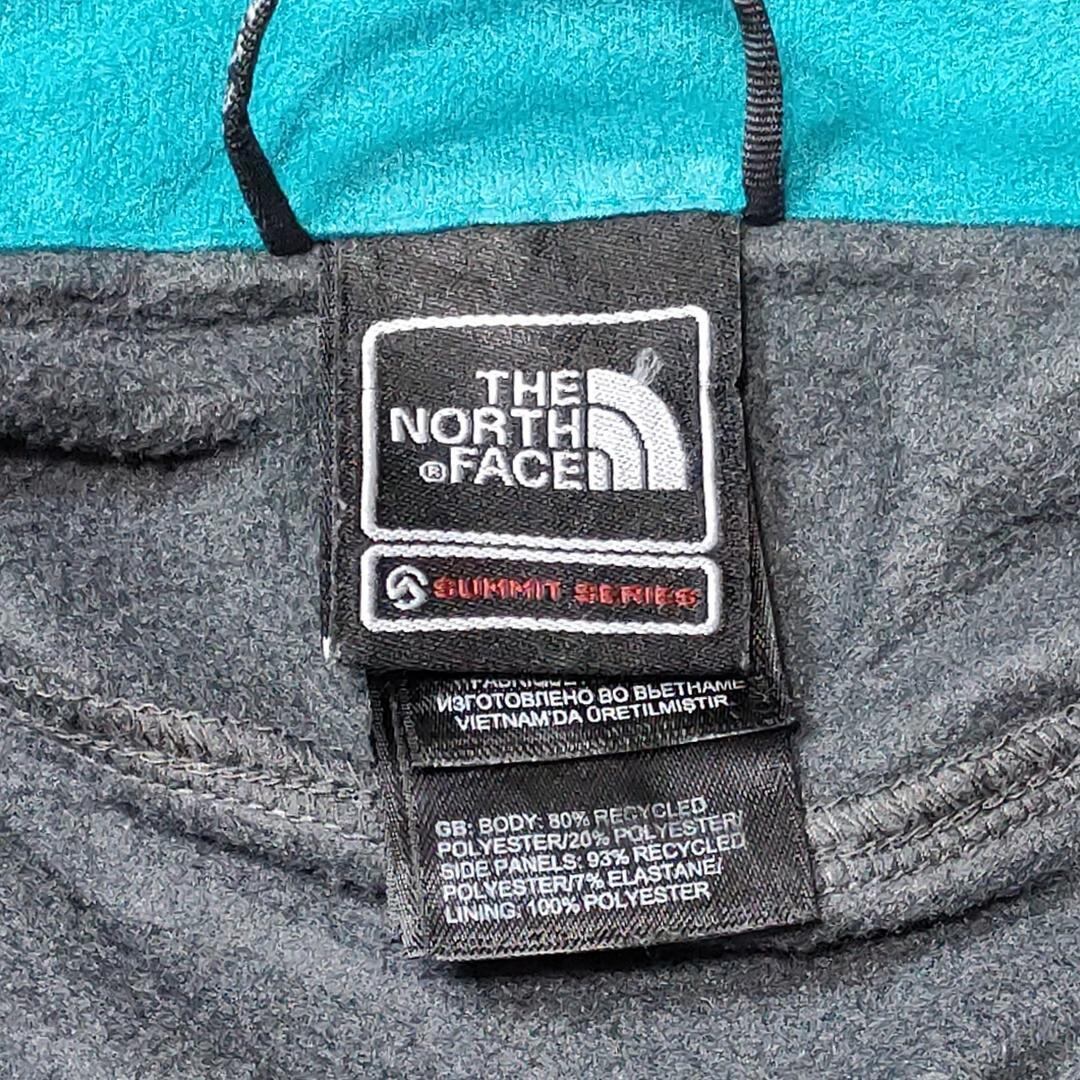 THE
NORTH
® FACE
SUMMIT SERIES
ИЗГОТОВЛЕНО ВО ВЬЕТНАМЕ
VIETNAM'DA ÜRETILMIŞTIR
GB: BODY: 80% RECYCLED
POLYESTER/20% POLYESTER/
SIDE PANELS: 93% RECYCLED
POLYESTER/7% ELASTANE/
LINING: 100% POLYESTER